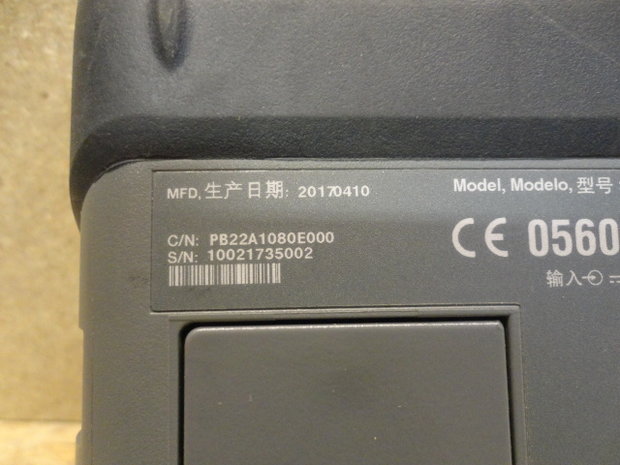 MFD, 生产日期: 20170410
Model, Modelo, 型号
C/N: PB22A1080E000
S/N: 10021735002
CE 0560
输入